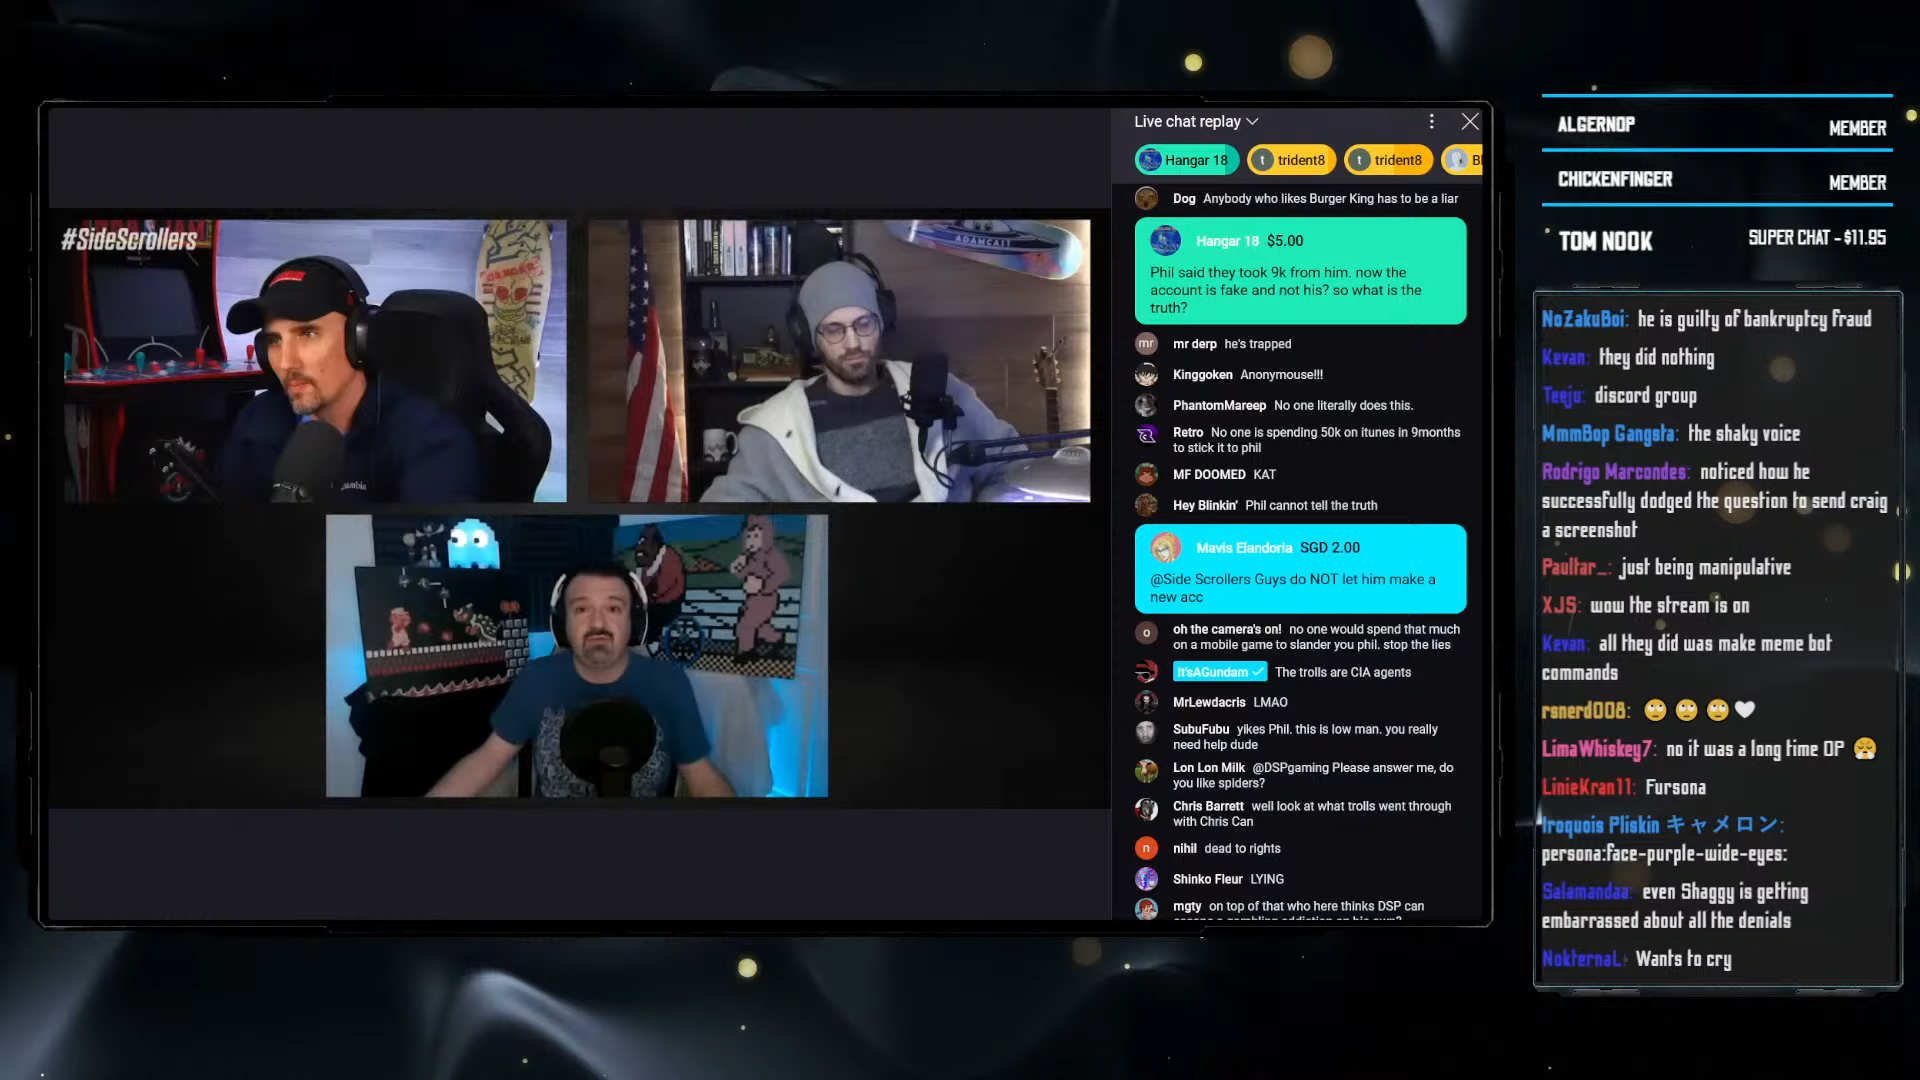 #SideScrollers
ADAMCAST
Live chat replay
Hangar 18
trident8
trident8
Dog Anybody who likes Burger King has to be a liar
Hangar 18 $5.00
Phil said they took 9k from him. now the
account is fake and not his? so what is the
truth?
mr
mr derp he's trapped
Kinggoken Anonymouse!!!
PhantomMareep No one literally does this.
Retro No one is spending 50k on itunes in 9months
to stick it to phil
MF DOOMED KAT
Hey Blinkin' Phil cannot tell the truth
Mavis Elandoria SGD 2.00
@Side Scrollers Guys do NOT let him make a
new acc
oh the camera's on! no one would spend that much
on a mobile game to slander you phil. stop the lies
It'sAGundam The trolls are CIA agents
MrLewdacris LMAO
SubuFubu yikes Phil. this is low man. you really
need help dude
Lon Lon Milk @DSPgaming Please answer me, do
you like spiders?
Chris Barrett well look at what trolls went through
with Chris Can
nihil dead to rights
Shinko Fleur LYING
mgty on top of that who here thinks DSP can
ALGERNOP MEMBER
CHICKENFINGER MEMBER
TOM NOOK SUPER CHAT - $11.95
NoZakuBoi: he is guilty of bankruptcy fraud
Kevan: they did nothing
Teeju: discord group
MmmBop Gangsta: the shaky voice
Rodrigo Marcondes: noticed how he
successfully dodged the question to send craig
a screenshot
Paultar_: just being manipulative
XJS: wow the stream is on
Kevan: all they did was make meme bot
commands
rsnerd008: 🙄 🙄 🙄🤍
LimaWhiskey7: no it was a long time OP 😤
LinieKran11: Fursona
Iroquois Pliskin キャメロン:
persona:face-purple-wide-eyes:
Salamandaa: even Shaggy is getting
embarrassed about all the denials
NokternaL: Wants to cry